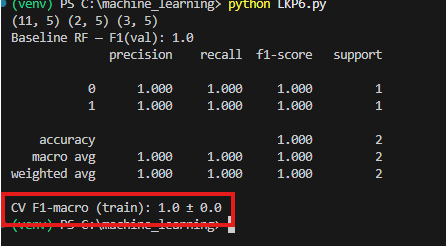 (venv) PS C:\machine_learning> python LKP6.py
(11, 5) (2, 5) (3, 5)
Baseline RF — F1(val): 1.0
precision recall f1-score support
0 1.000 1.000 1.000 1
1 1.000 1.000 1.000 1
accuracy 1.000 2
macro avg 1.000 1.000 1.000 2
weighted avg 1.000 1.000 1.000 2
CV F1-macro (train): 1.0 ± 0.0
(venv) PS C:\machine_learning>